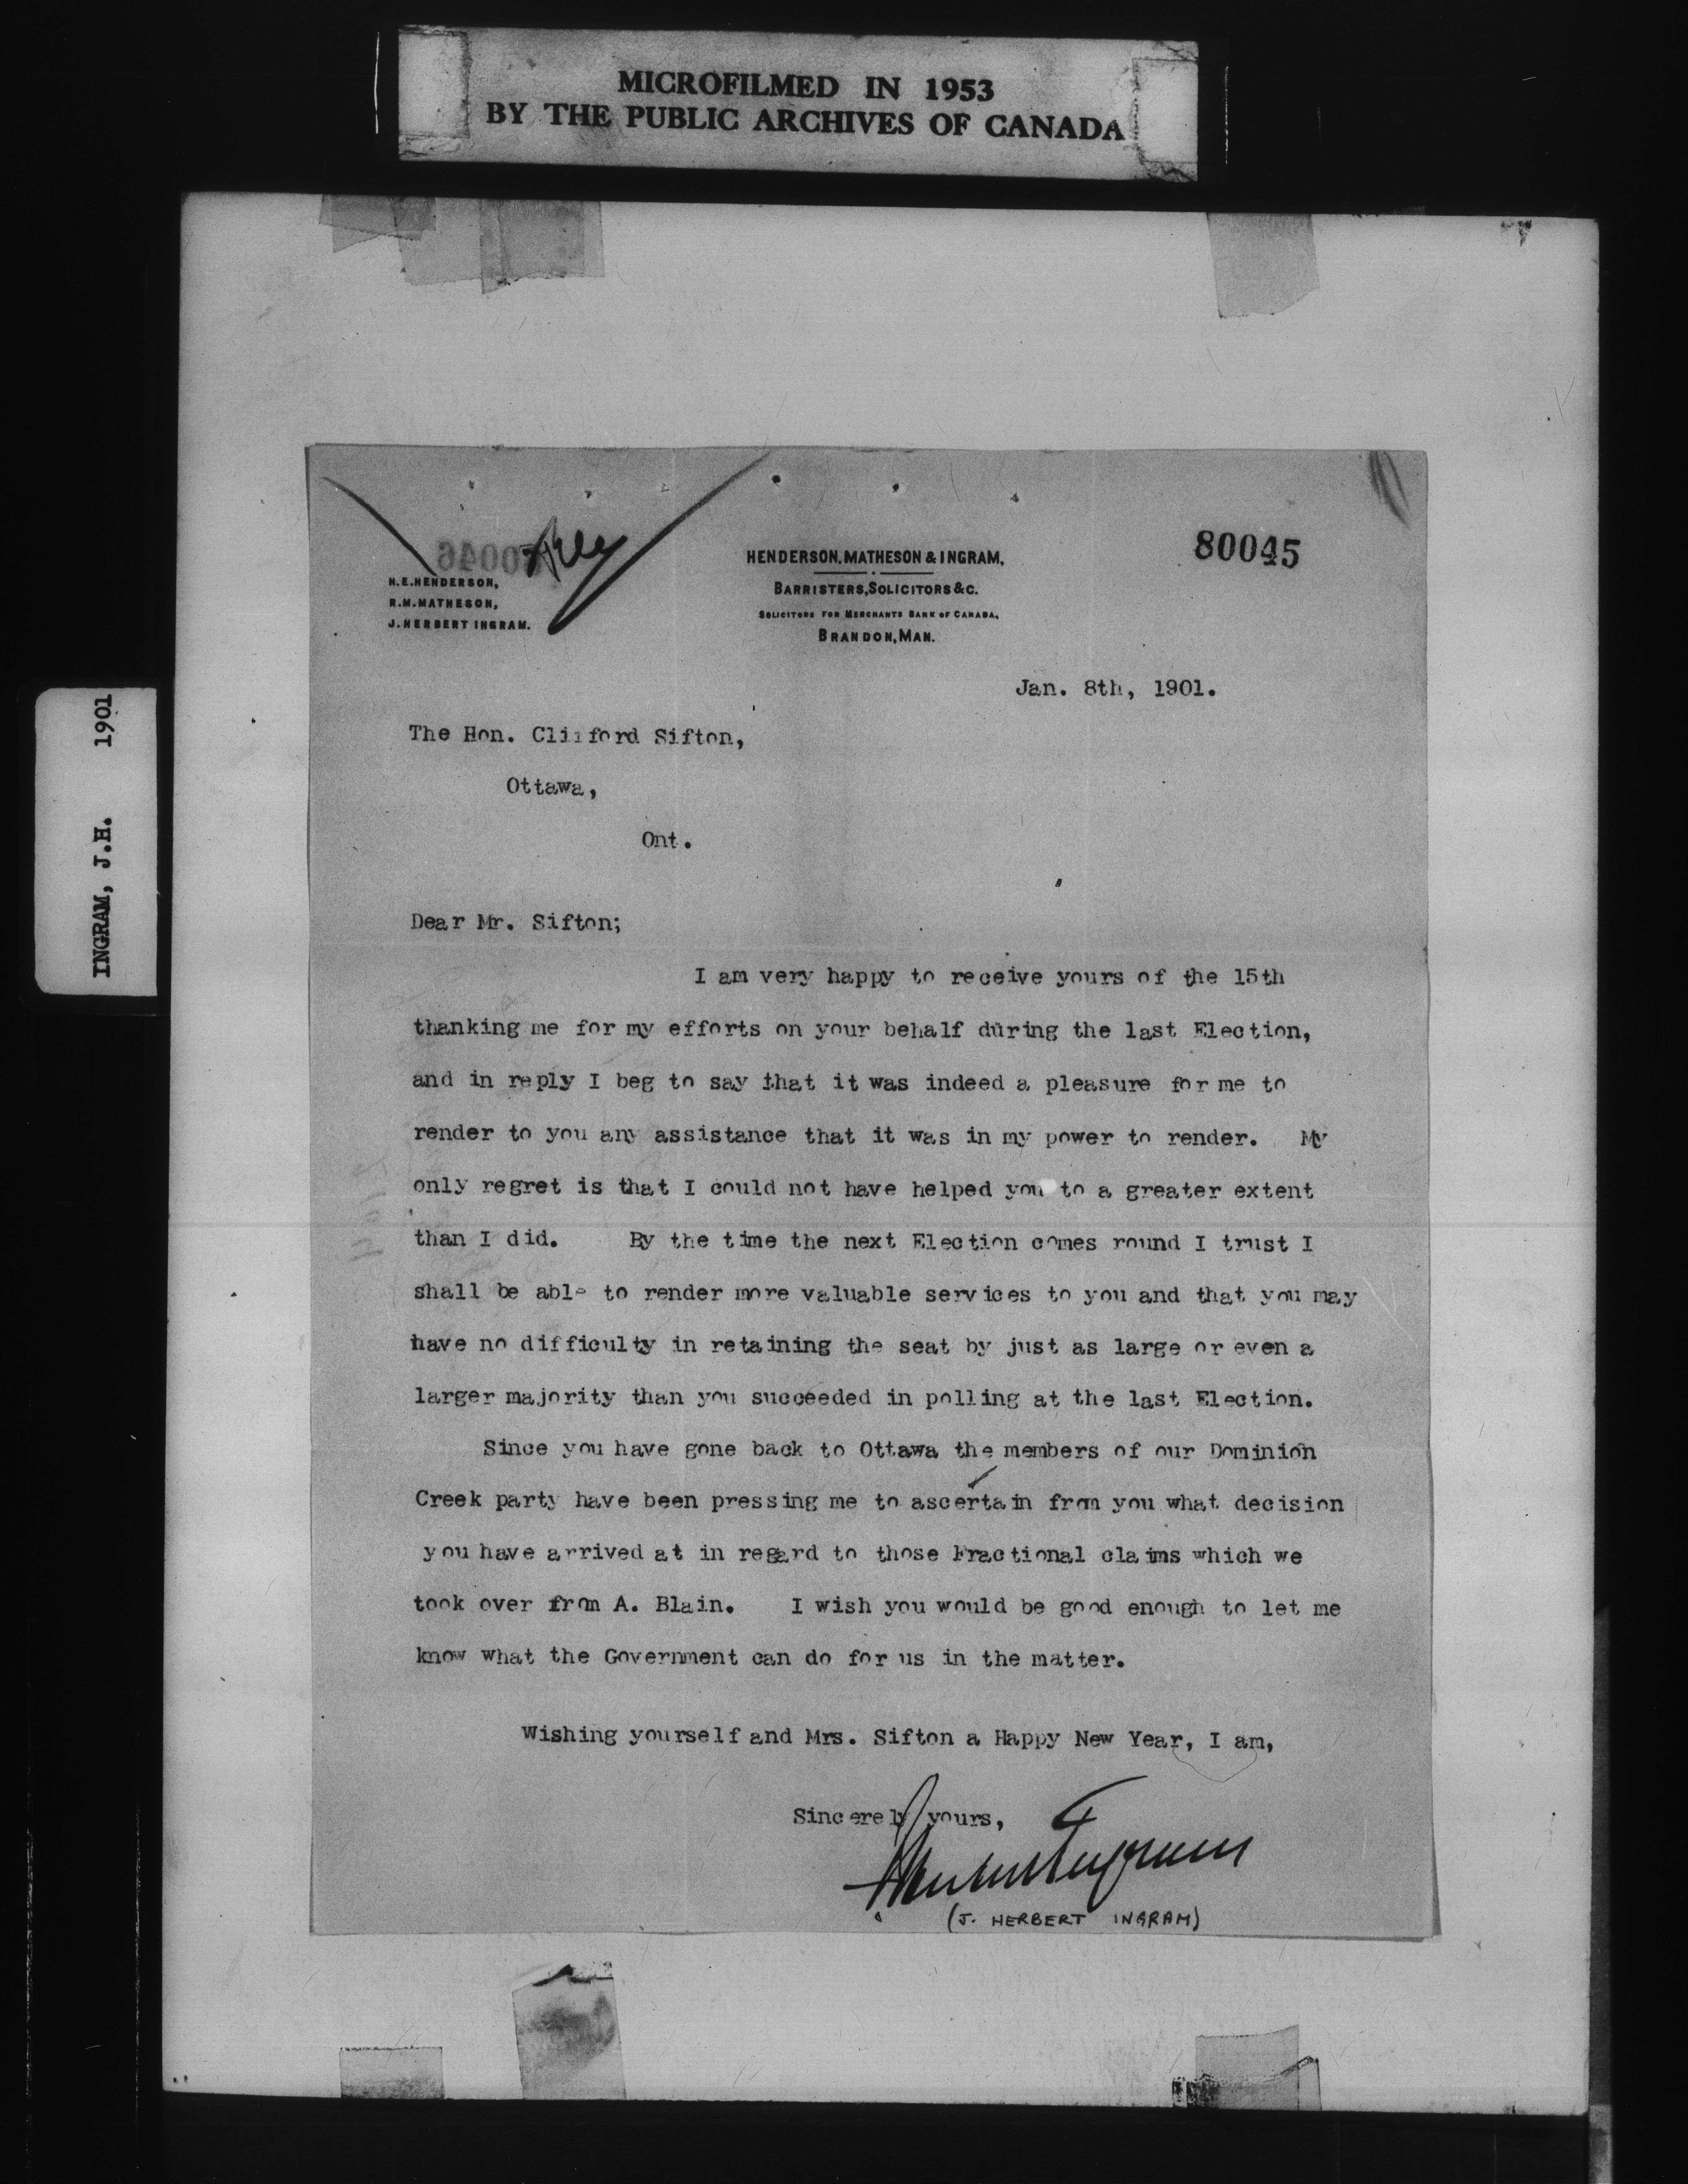 MICROFILMED IN 1953
BY THE PUBLIC ARCHIVES OF CANADA
INGRAM, J.H. 1901
80045
H.E.HENDERSON,
R.M.MATHESON,
J.HERBERT INGRAM.
HENDERSON, MATHESON & INGRAM,
BARRISTERS, SOLICITORS &C.
SOLICITORS FOR MERCHANTS BANK OF CANADA,
BRANDON, MAN.
Jan. 8th, 1901.
The Hon. Clifford Sifton,
Ottawa,
Ont.
Dear Mr. Sifton;
I am very happy to receive yours of the 15th
thanking me for my efforts on your behalf during the last Election,
and in reply I beg to say that it was indeed a pleasure for me to
render to you any assistance that it was in my power to render. My
only regret is that I could not have helped you to a greater extent
than I did. By the time the next Election comes round I trust I
shall be able to render more valuable services to you and that you may
have no difficulty in retaining the seat by just as large or even a
larger majority than you succeeded in polling at the last Election.
Since you have gone back to Ottawa the members of our Dominion
Creek party have been pressing me to ascertain from you what decision
you have arrived at in regard to those Fractional claims which we
took over from A. Blain. I wish you would be good enough to let me
know what the Government can do for us in the matter.
Wishing yourself and Mrs. Sifton a Happy New Year, I am,
Sincerely yours,
J Herbert Ingram
(J. HERBERT INGRAM)